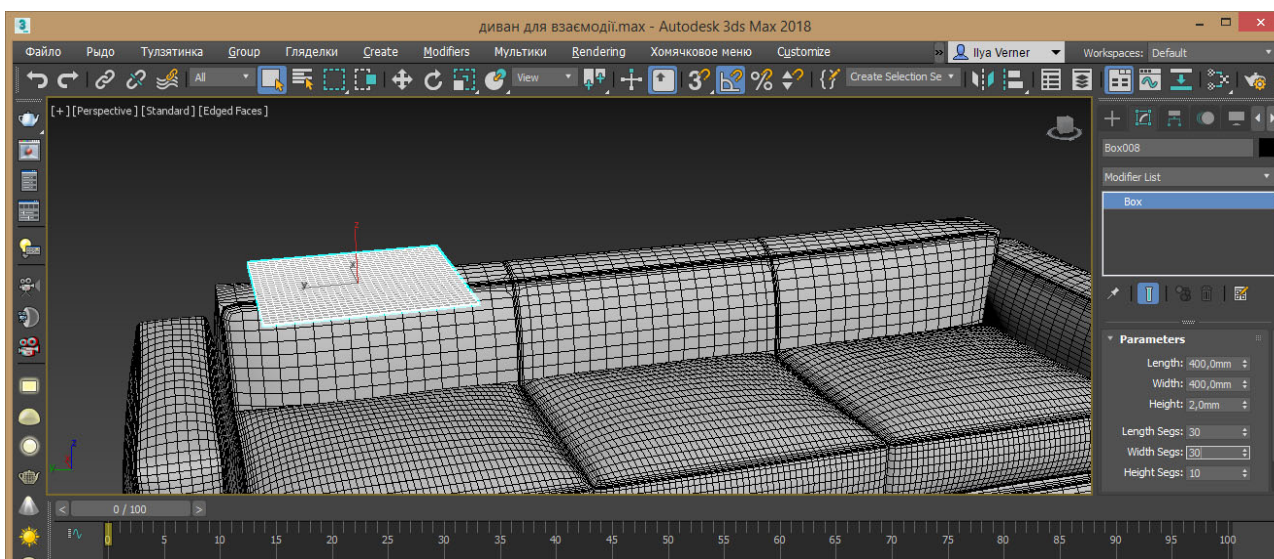 диван для взаємодії.max - Autodesk 3ds Max 2018
Файло Рыдо Тулзятинка Group Гляделки Create Modifiers Мультики Rendering Хомячковое меню Customize » Ilya Verner Workspaces: Default
All View 3 Create Selection Se
[+] [Perspective] [Standard] [Edged Faces]
Box008
Modifier List
Box
Parameters
Length: 400,0mm
Width: 400,0mm
Height: 2,0mm
Length Segs: 30
Width Segs: 30
Height Segs: 10
z
x
y
z
x
y
< 0 / 100 >
0 5 10 15 20 25 30 35 40 45 50 55 60 65 70 75 80 85 90 95 100